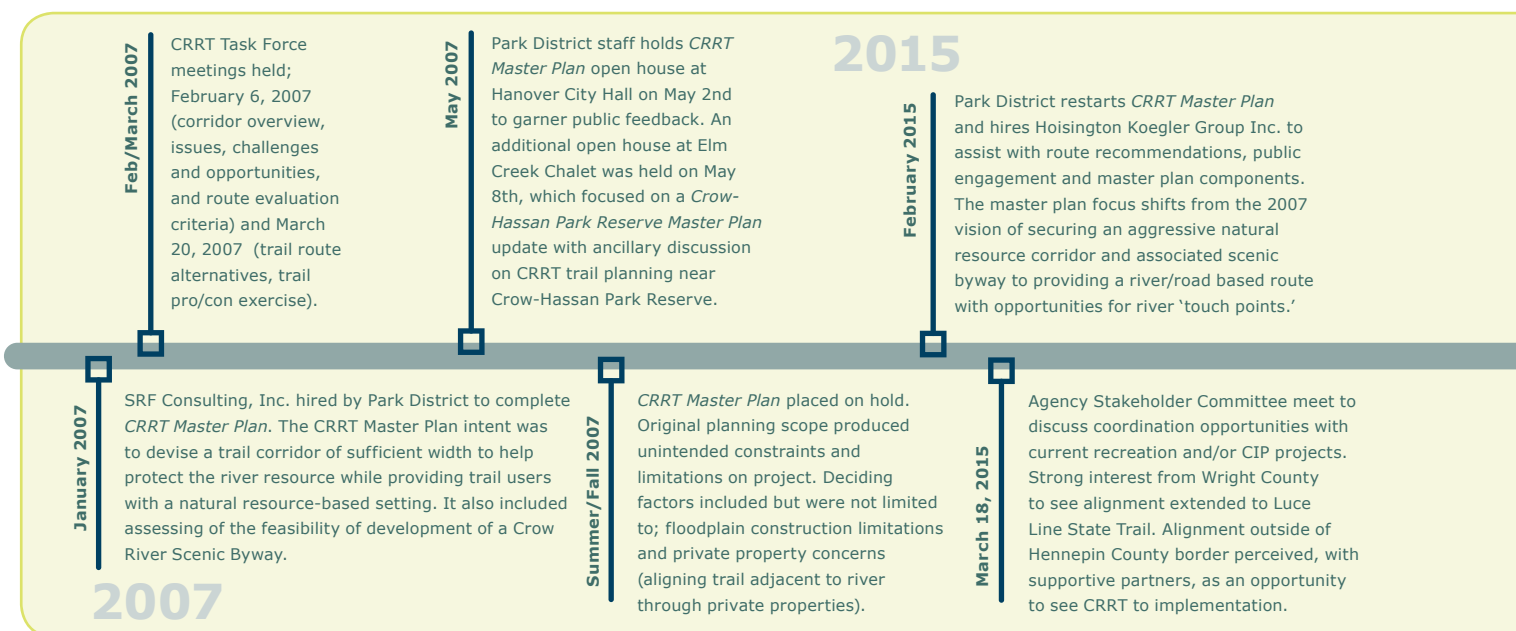 Feb/March 2007
CRRT Task Force
meetings held;
February 6, 2007
(corridor overview,
issues, challenges
and opportunities,
and route evaluation
criteria) and March
20, 2007  (trail route
alternatives, trail
pro/con exercise).
May 2007
Park District staff holds CRRT
Master Plan open house at
Hanover City Hall on May 2nd
to garner public feedback. An
additional open house at Elm
Creek Chalet was held on May
8th, which focused on a Crow-
Hassan Park Reserve Master Plan
update with ancillary discussion
on CRRT trail planning near
Crow-Hassan Park Reserve.
2015
February 2015
Park District restarts CRRT Master Plan
and hires Hoisington Koegler Group Inc. to
assist with route recommendations, public
engagement and master plan components.
The master plan focus shifts from the 2007
vision of securing an aggressive natural
resource corridor and associated scenic
byway to providing a river/road based route
with opportunities for river ‘touch points.’
January 2007
SRF Consulting, Inc. hired by Park District to complete
CRRT Master Plan. The CRRT Master Plan intent was
to devise a trail corridor of sufficient width to help
protect the river resource while providing trail users
with a natural resource-based setting. It also included
assessing of the feasibility of development of a Crow
River Scenic Byway.
2007
Summer/Fall 2007
CRRT Master Plan placed on hold.
Original planning scope produced
unintended constraints and
limitations on project. Deciding
factors included but were not limited
to; floodplain construction limitations
and private property concerns
(aligning trail adjacent to river
through private properties).
March 18, 2015
Agency Stakeholder Committee meet to
discuss coordination opportunities with
current recreation and/or CIP projects.
Strong interest from Wright County
to see alignment extended to Luce
Line State Trail. Alignment outside of
Hennepin County border perceived, with
supportive partners, as an opportunity
to see CRRT to implementation.